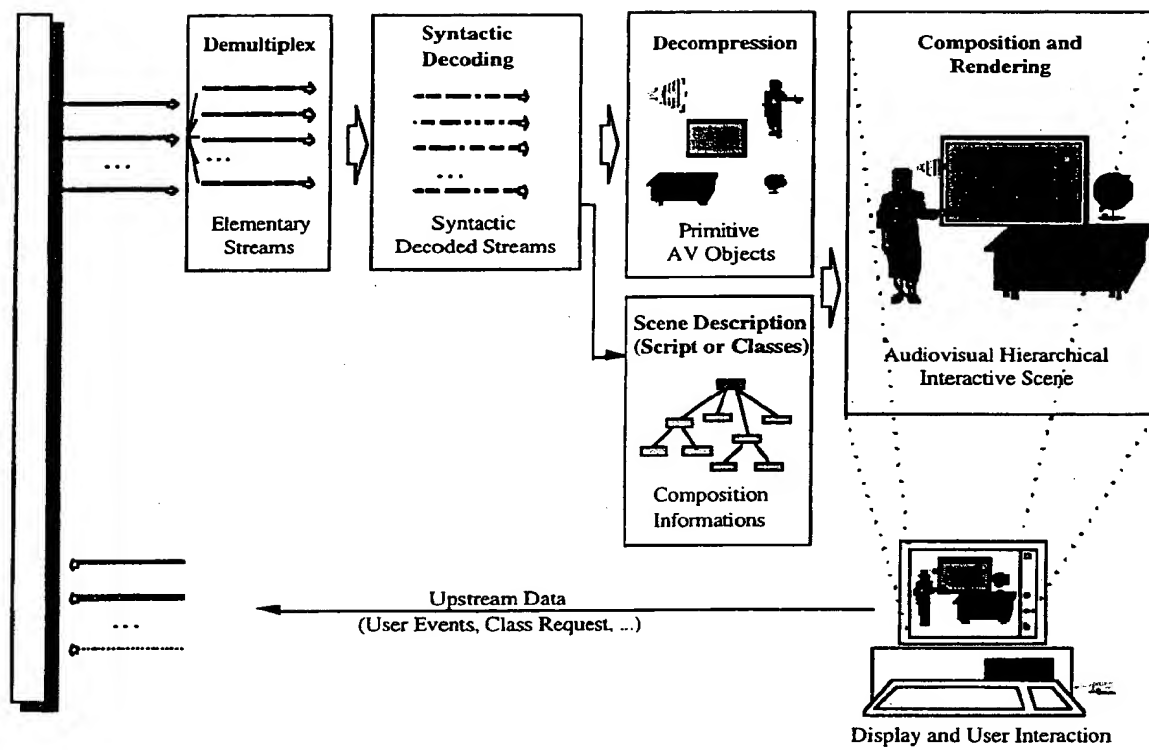 Demultiplex
...
Elementary
Streams
Syntactic
Decoding
....
Syntactic
Decoded Streams
Decompression
Primitive
AV Objects
Scene Description
(Script or Classes)
Composition
Informations
Composition and
Rendering
Audiovisual Hierarchical
Interactive Scene
...
...
Upstream Data
(User Events, Class Request, ...)
Display and User Interaction